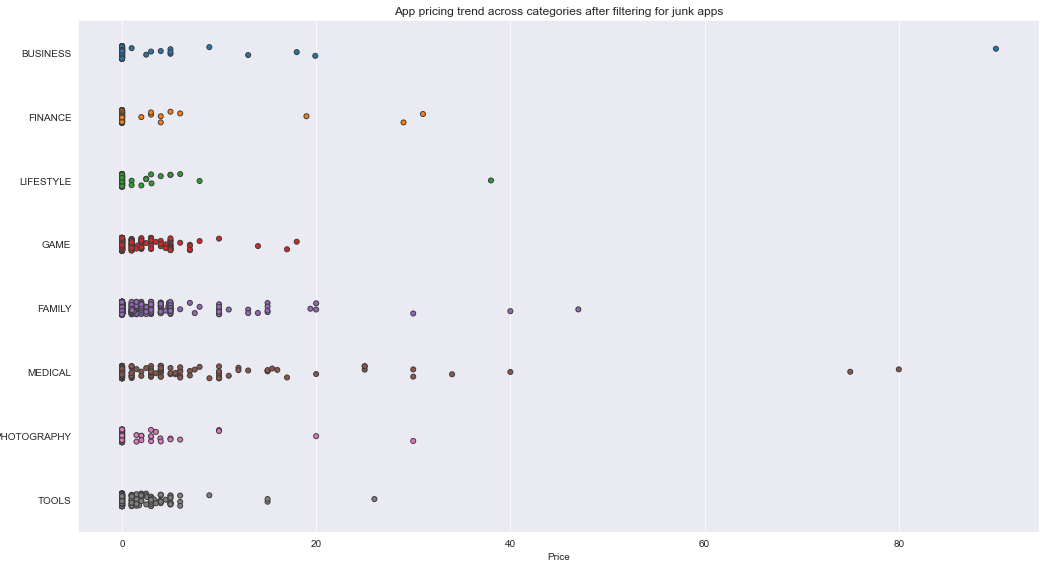 App pricing trend across categories after filtering for junk apps
BUSINESS
FINANCE
LIFESTYLE
GAME
FAMILY
MEDICAL
HOTOGRAPHY
TOOLS
0 20 40 60 80
Price